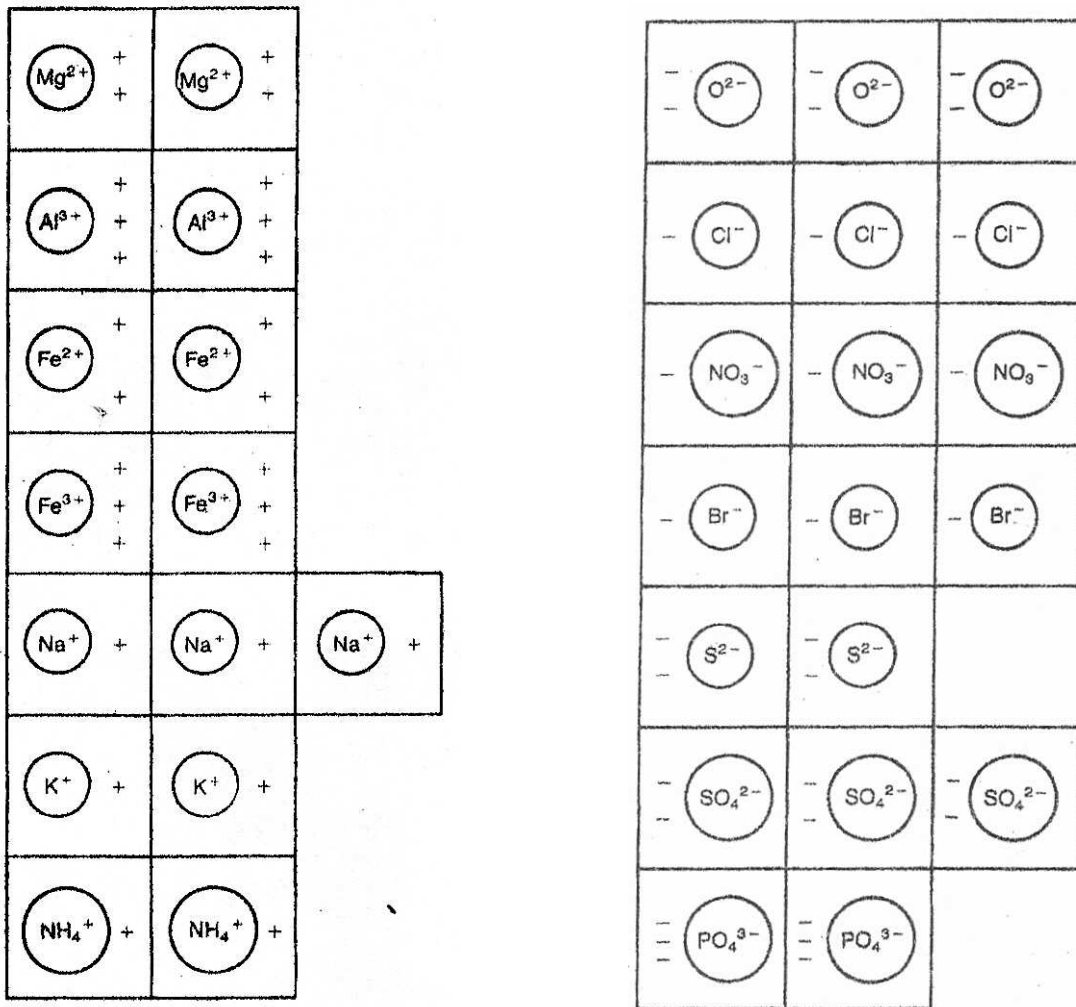 Mg²⁺ + + Mg²⁺ + +
Al³⁺ + + + Al³⁺ + + +
Fe²⁺ + + Fe²⁺ + +
Fe³⁺ + + + Fe³⁺ + + +
Na⁺ + Na⁺ + Na⁺ +
K⁺ + K⁺ +
NH₄⁺ + NH₄⁺ +
− − O²⁻ − − O²⁻ − − O²⁻
− Cl⁻ − Cl⁻ − Cl⁻
− NO₃⁻ − NO₃⁻ − NO₃⁻
− Br⁻ − Br⁻ − Br⁻
− − S²⁻ − − S²⁻
− − SO₄²⁻ − − SO₄²⁻ − − SO₄²⁻
− − − PO₄³⁻ − − − PO₄³⁻